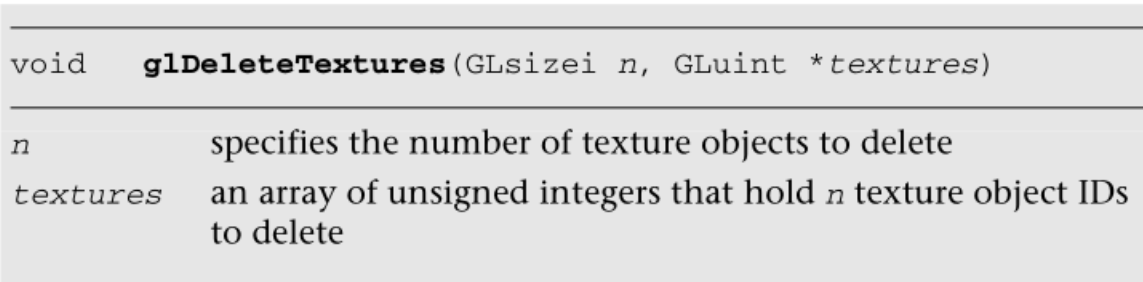 void glDeleteTextures(GLsizei n, GLuint *textures)
n specifies the number of texture objects to delete
textures an array of unsigned integers that hold n texture object IDs
to delete